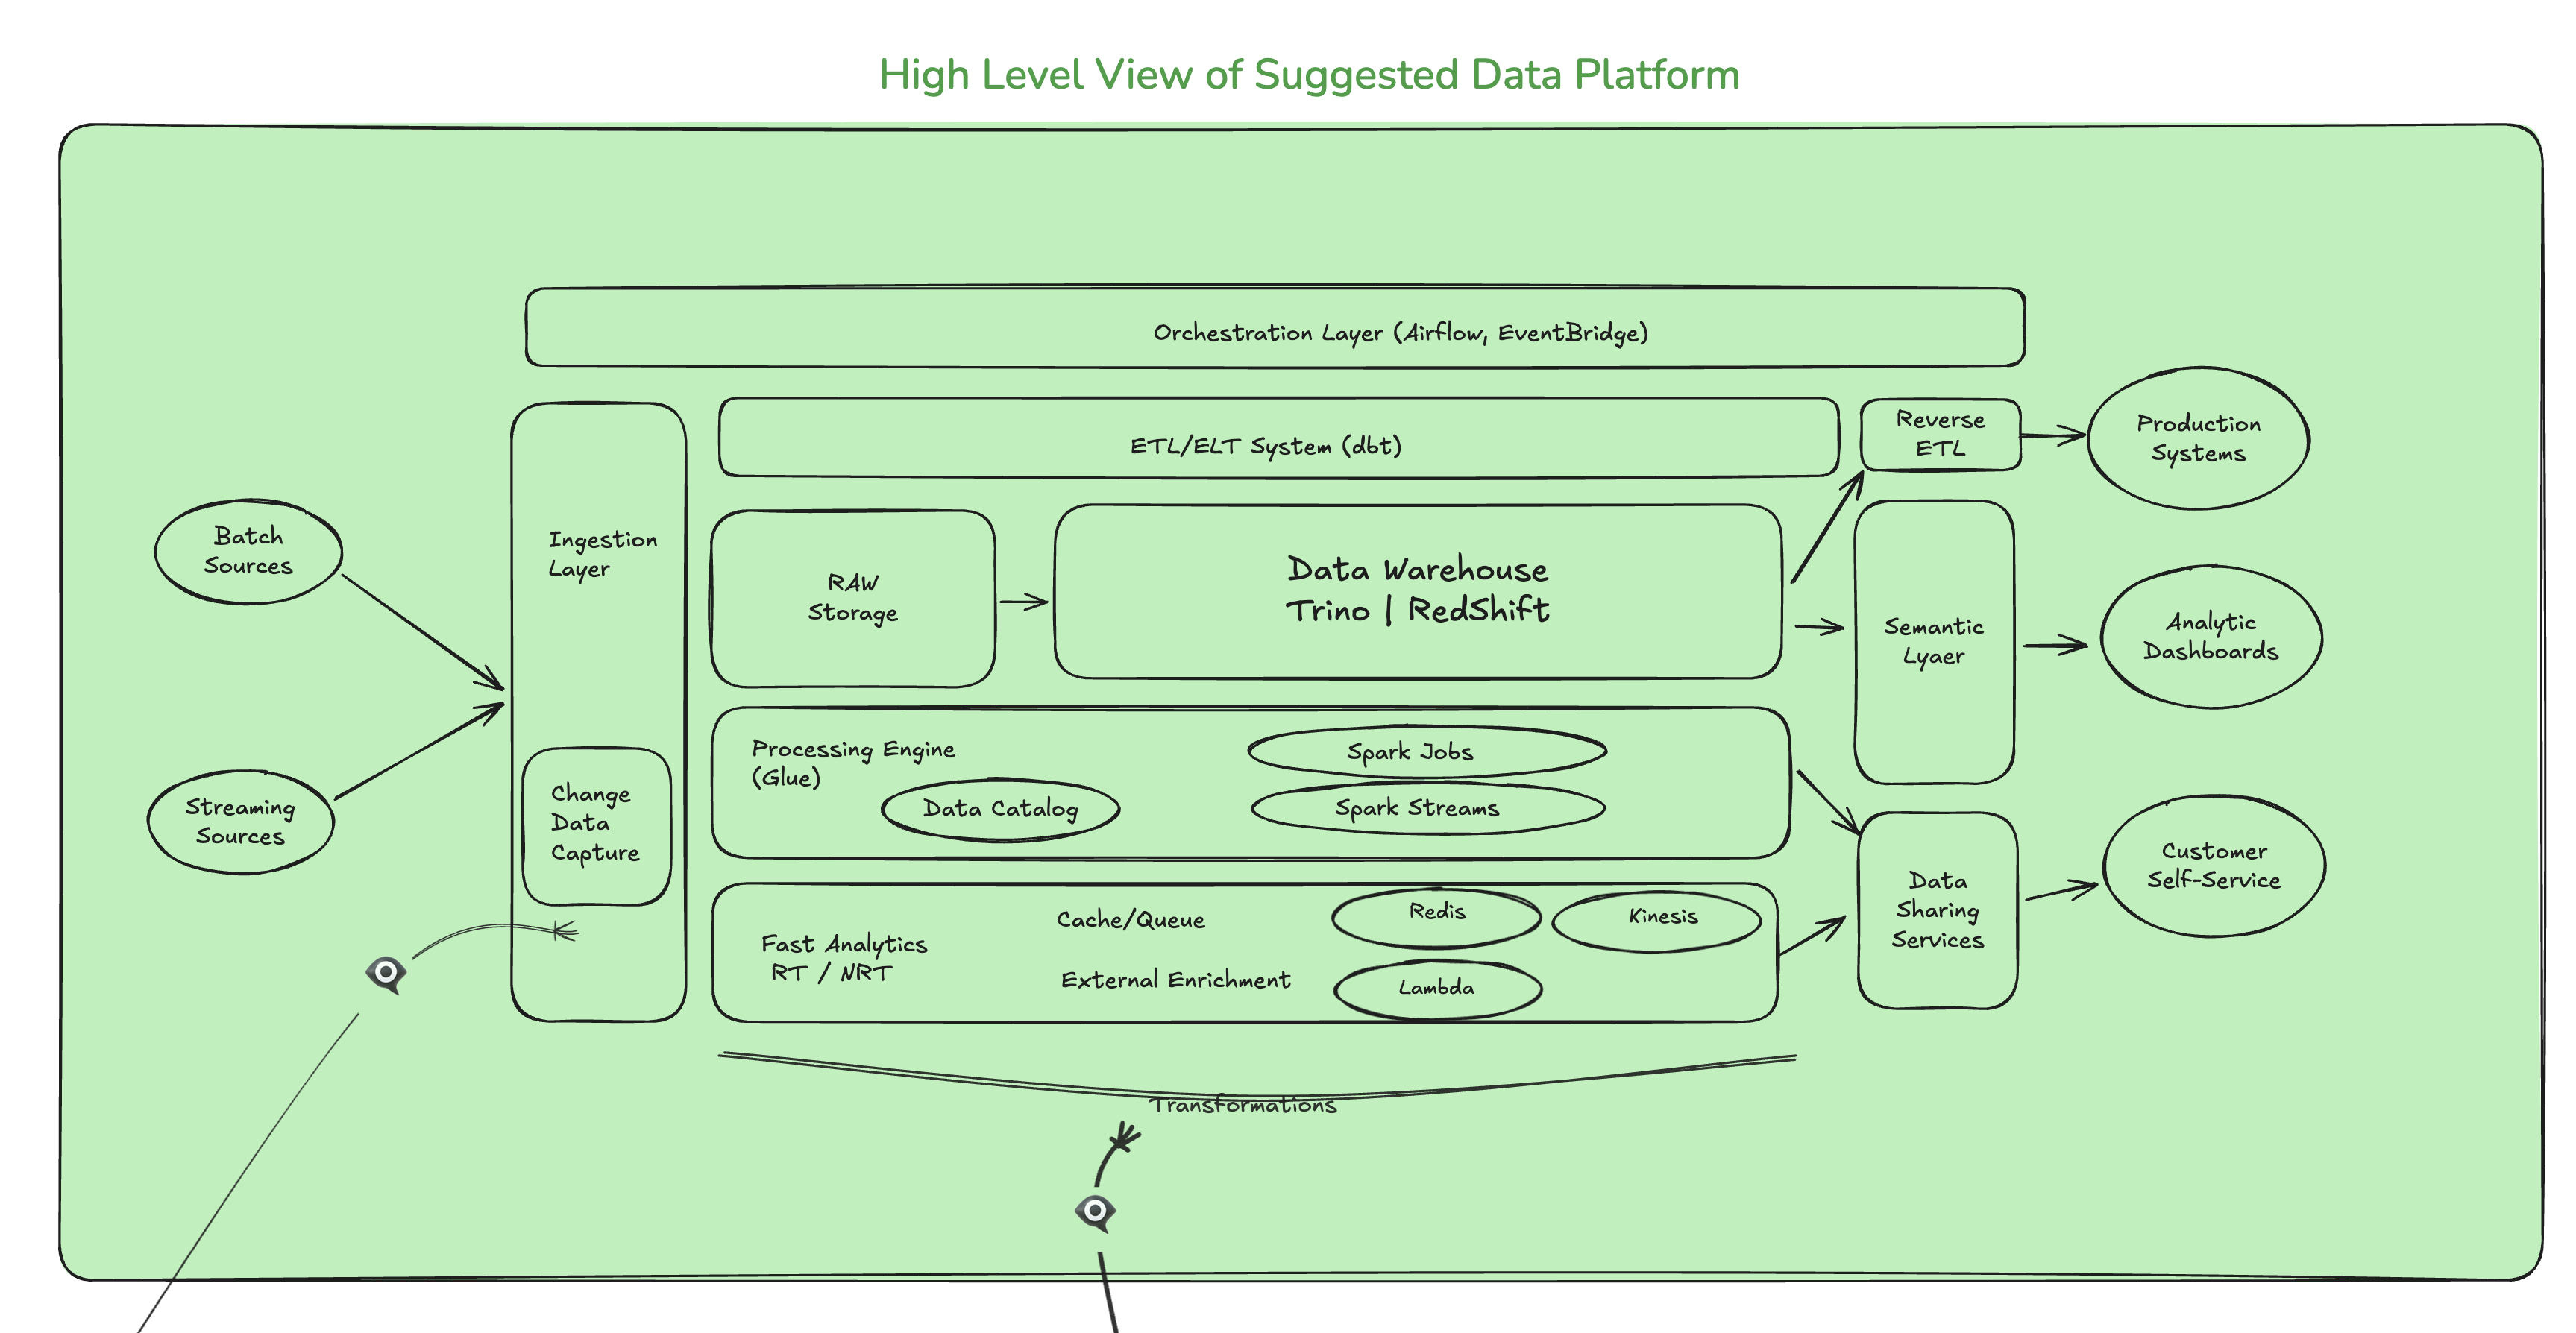 High Level View of Suggested Data Platform
Orchestration Layer (Airflow, EventBridge)
ETL/ELT System (dbt)
Reverse
ETL
Production
Systems
Batch
Sources
Ingestion
Layer
RAW
Storage
Data Warehouse
Trino | RedShift
Semantic
Lyaer
Analytic
Dashboards
Streaming
Sources
Change
Data
Capture
Processing Engine
(Glue)
Data Catalog
Spark Jobs
Spark Streams
Data
Sharing
Services
Customer
Self-Service
Fast Analytics
RT / NRT
Cache/Queue
Redis
Kinesis
External Enrichment
Lambda
Transformations